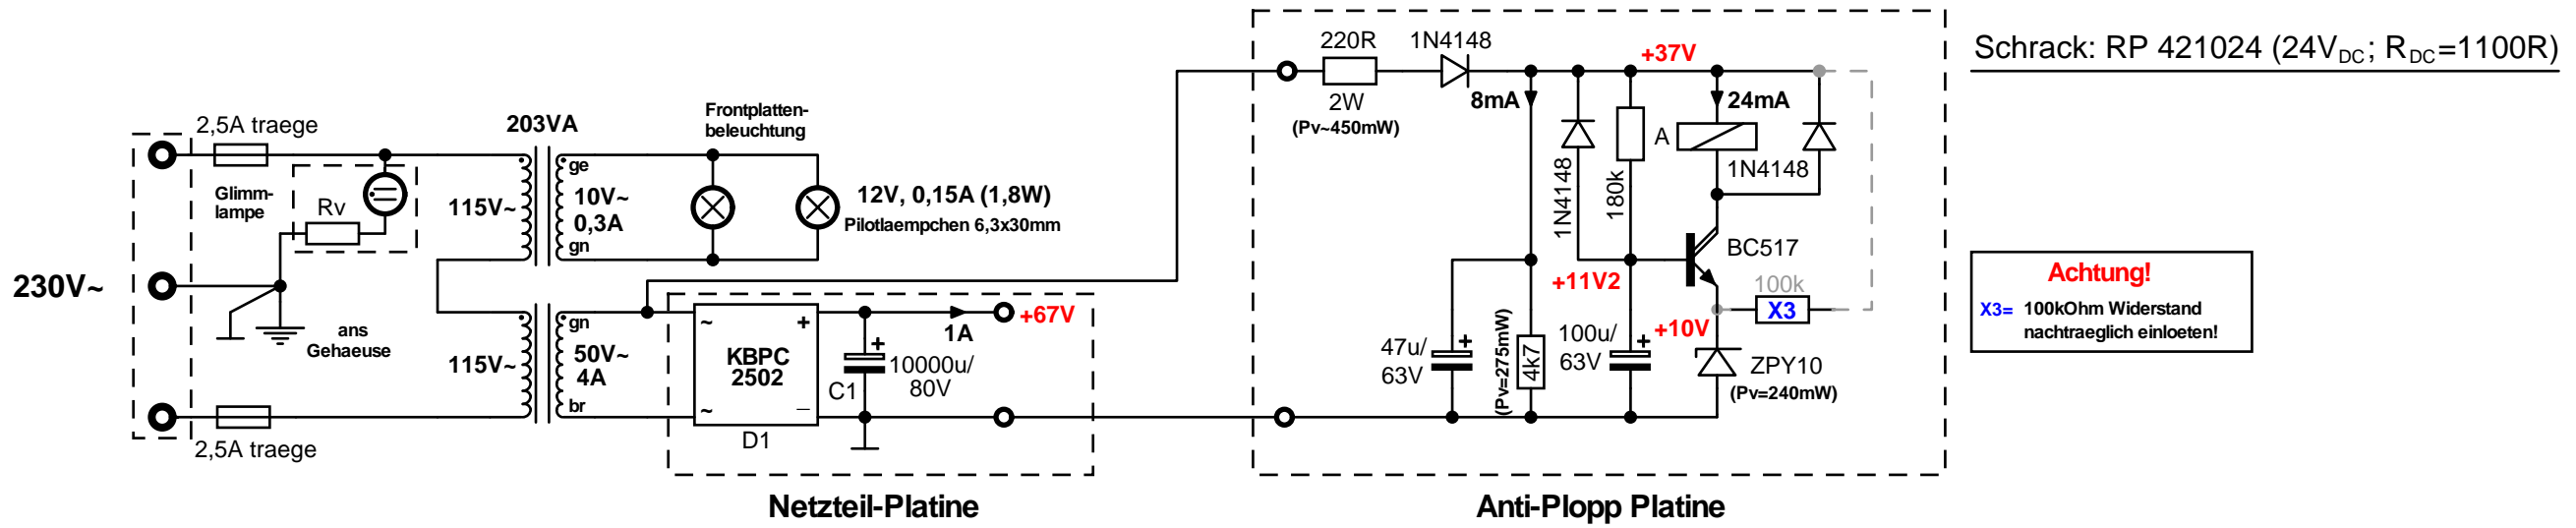 230V~
2,5A traege
2,5A traege
Glimm-
lampe
Rv
ans
Gehaeuse
203VA
115V~
115V~
ge
10V~
0,3A
gn
gn
50V~
4A
br
Frontplatten-
beleuchtung
12V, 0,15A (1,8W)
Pilotlaempchen 6,3x30mm
~
+
KBPC
2502
~
_
D1
C1
+
10000u/
80V
1A
+67V
Netzteil-Platine
220R
2W
(Pv~450mW)
1N4148
8mA
+37V
24mA
1N4148
180k
A
1N4148
BC517
+11V2
+10V
100k
X3
47u/
63V
+
4k7
(Pv=275mW)
100u/
63V
+
ZPY10
(Pv=240mW)
Anti-Plopp Platine
Schrack: RP 421024 (24VDC; RDC=1100R)
Achtung!
X3= 100kOhm Widerstand
nachtraeglich einloeten!